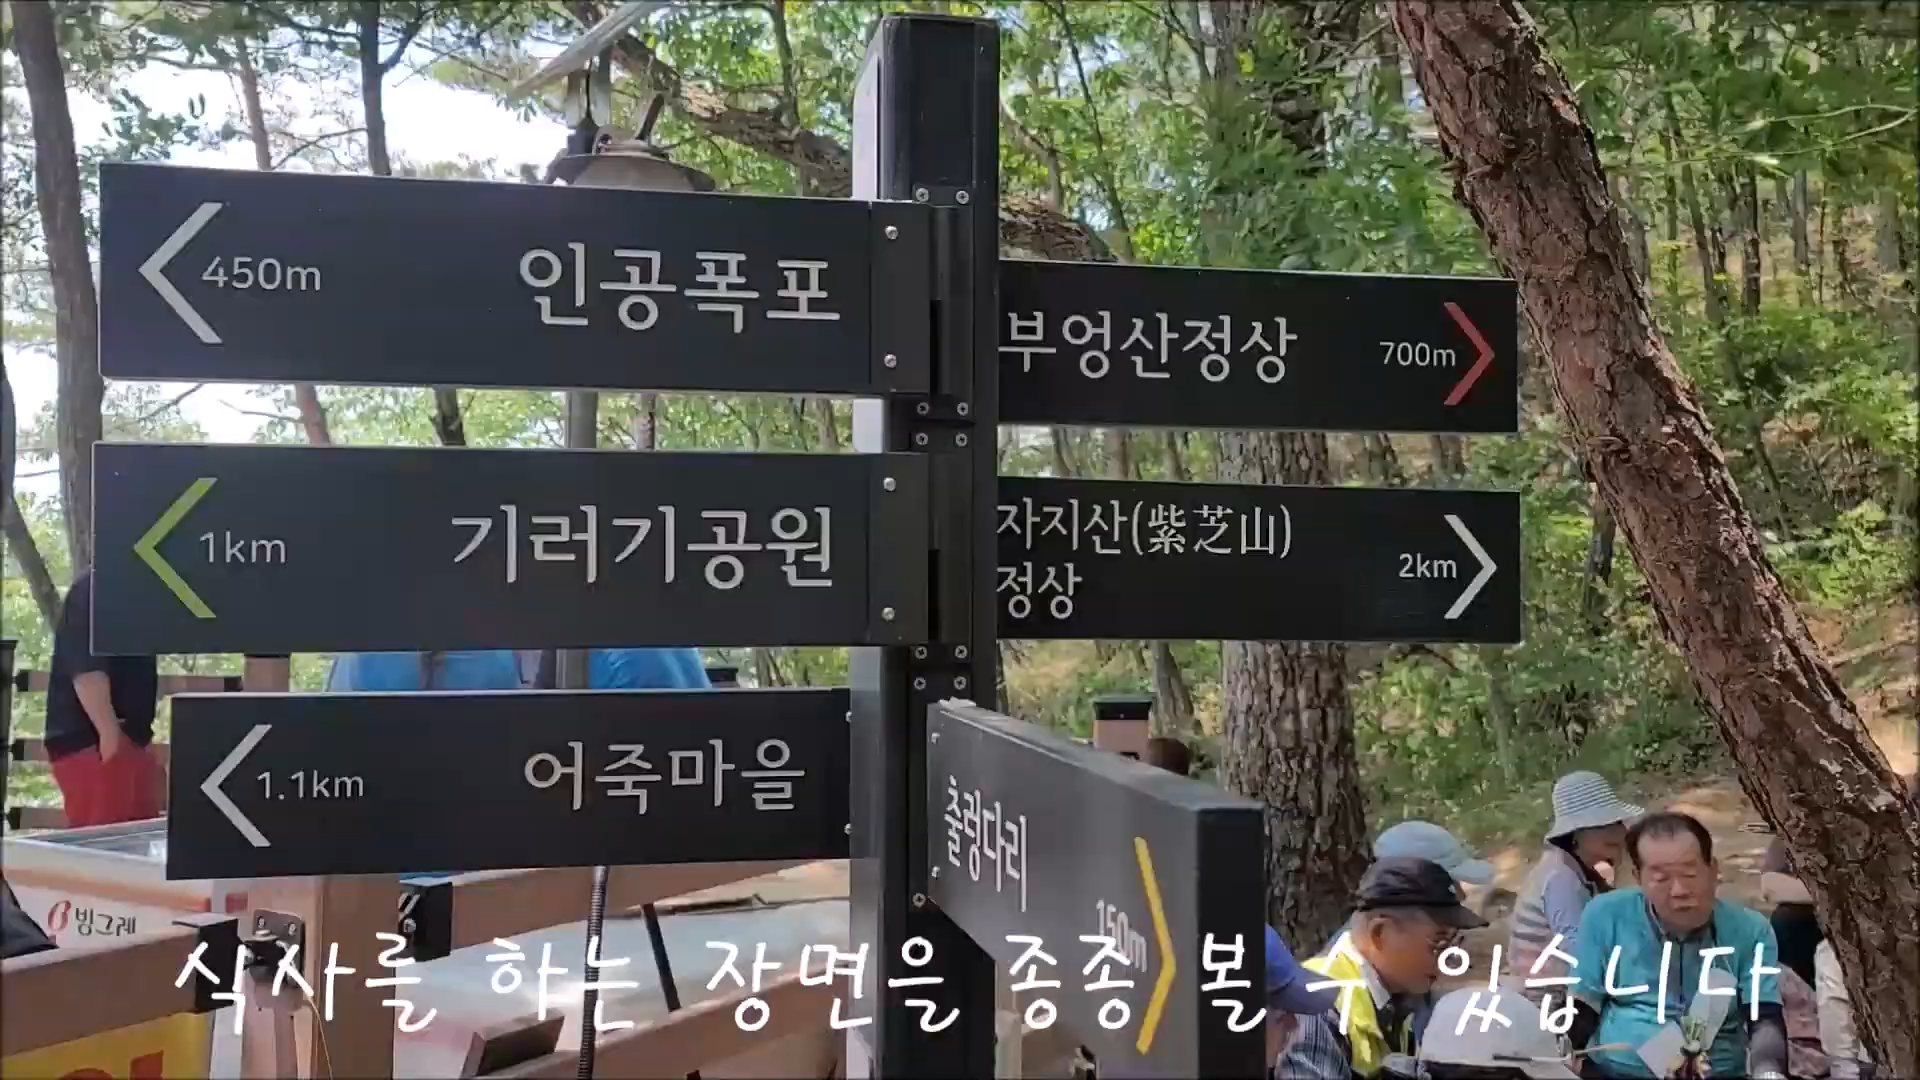 450m 인공폭포
부엉산정상 700m
1km 기러기공원
자지산(紫芝山)
정상
2km
1.1km 어죽마을
출렁다리
150m
빙그레
식사를 하는 장면을 종종 볼 수 있습니다